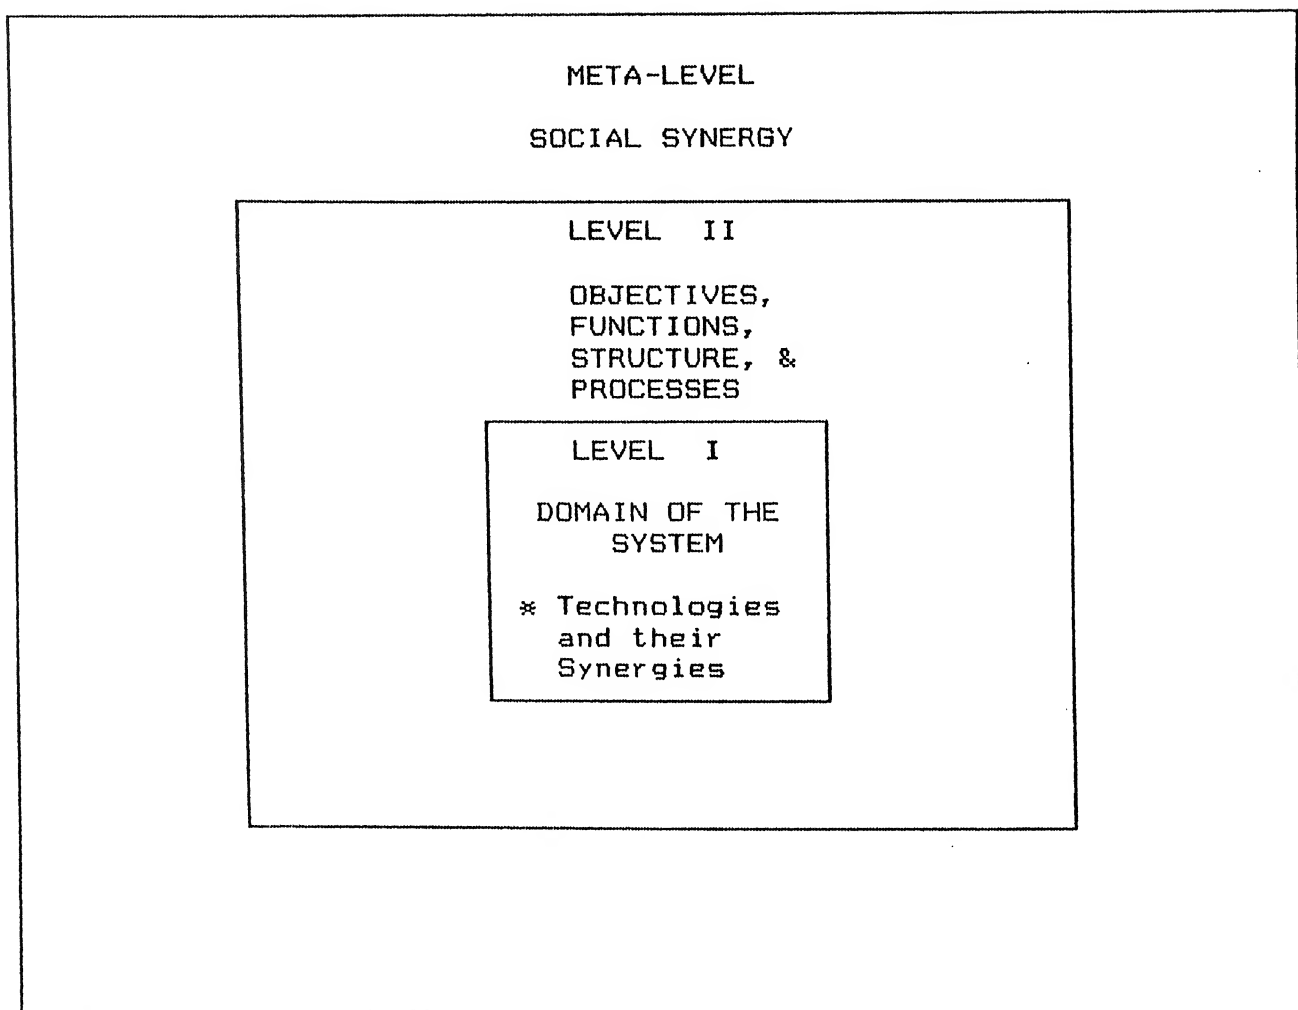 META-LEVEL
SOCIAL SYNERGY
LEVEL II
OBJECTIVES,
FUNCTIONS,
STRUCTURE, &
PROCESSES
LEVEL I
DOMAIN OF THE
SYSTEM
* Technologies
and their
Synergies